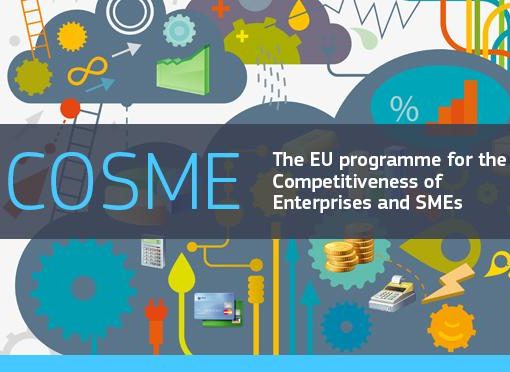 COSME
The EU programme for the
Competitiveness of
Enterprises and SMEs
%